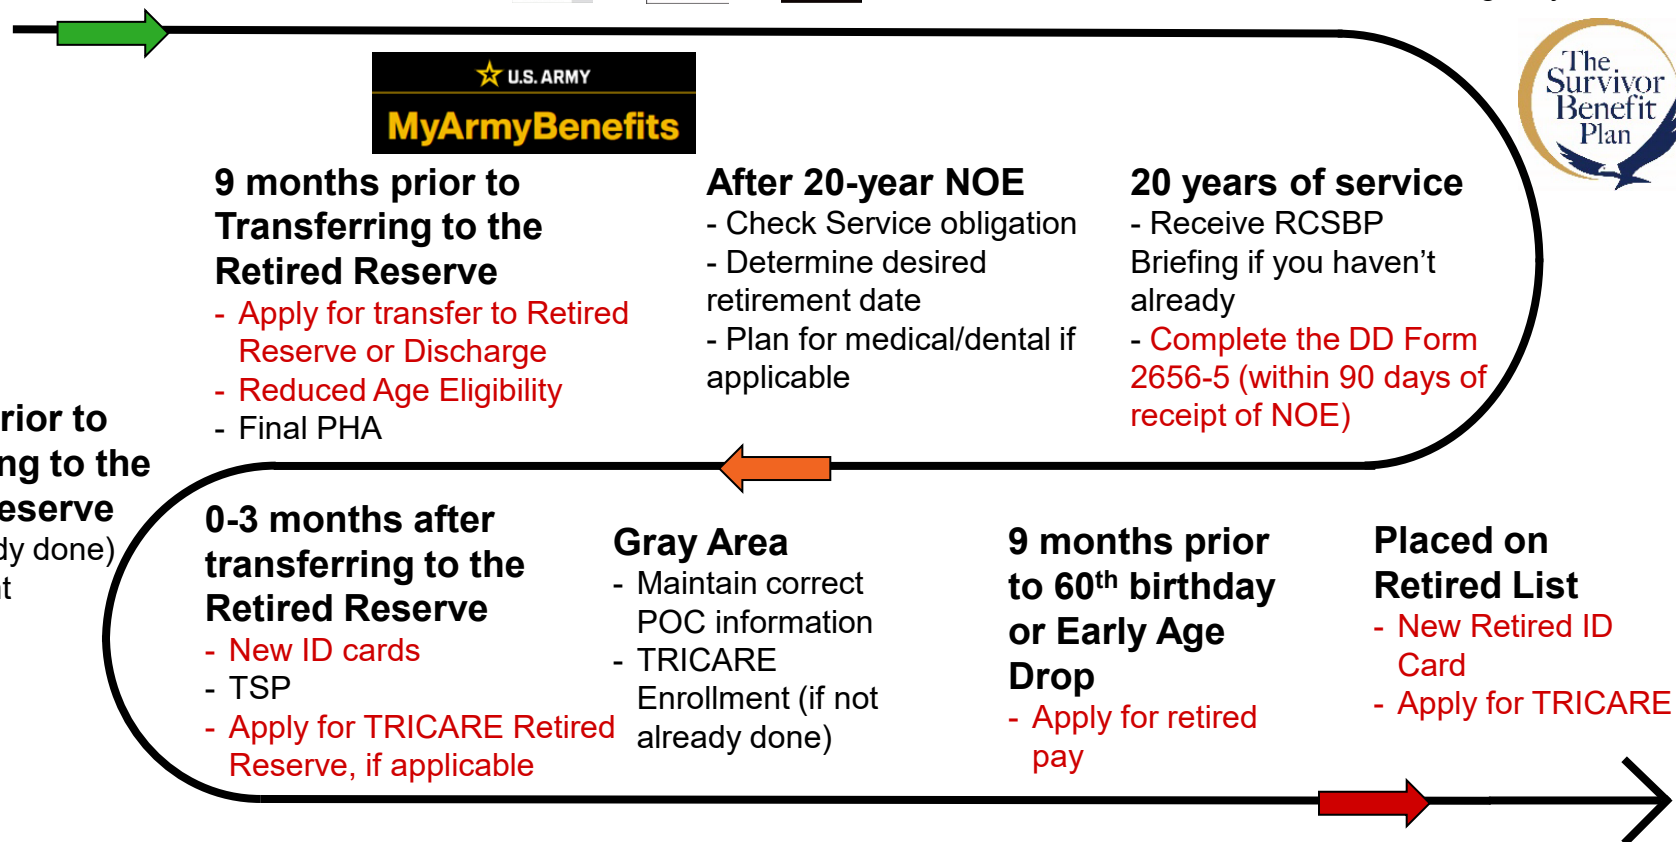 U.S. ARMY
MyArmyBenefits
The
Survivor
Benefit
Plan
9 months prior to
Transferring to the
Retired Reserve
- Apply for transfer to Retired
Reserve or Discharge
- Reduced Age Eligibility
- Final PHA
After 20-year NOE
- Check Service obligation
- Determine desired
retirement date
- Plan for medical/dental if
applicable
20 years of service
- Receive RCSBP
Briefing if you haven't
already
- Complete the DD Form
2656-5 (within 90 days of
receipt of NOE)
rior to
ng to the
eserve
dy done)
t
0-3 months after
transferring to the
Retired Reserve
- New ID cards
- TSP
- Apply for TRICARE Retired
Reserve, if applicable
Gray Area
- Maintain correct
POC information
- TRICARE
Enrollment (if not
already done)
9 months prior
to 60th birthday
or Early Age
Drop
- Apply for retired
pay
Placed on
Retired List
- New Retired ID
Card
- Apply for TRICARE